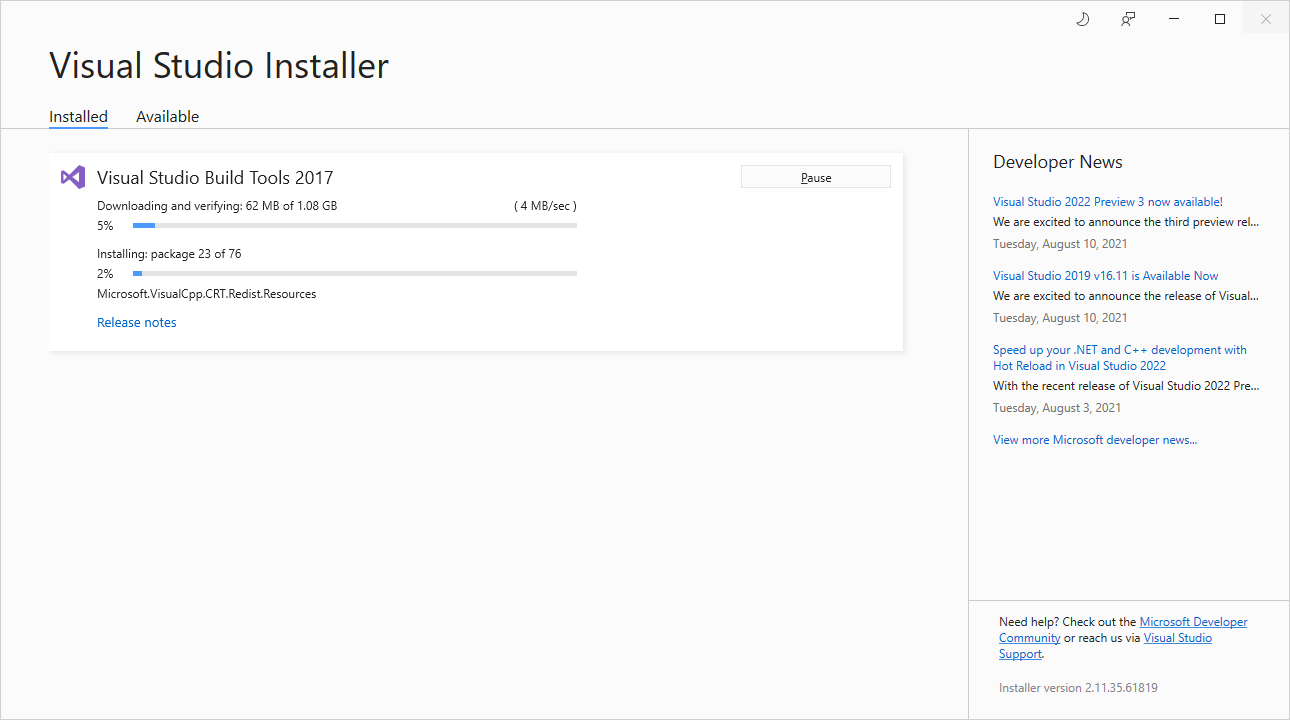 Visual Studio Installer
Installed Available
Visual Studio Build Tools 2017
Pause
Downloading and verifying: 62 MB of 1.08 GB ( 4 MB/sec )
5%
Installing: package 23 of 76
2%
Microsoft.VisualCpp.CRT.Redist.Resources
Release notes
Developer News
Visual Studio 2022 Preview 3 now available!
We are excited to announce the third preview rel...
Tuesday, August 10, 2021
Visual Studio 2019 v16.11 is Available Now
We are excited to announce the release of Visual...
Tuesday, August 10, 2021
Speed up your .NET and C++ development with
Hot Reload in Visual Studio 2022
With the recent release of Visual Studio 2022 Pre...
Tuesday, August 3, 2021
View more Microsoft developer news...
Need help? Check out the Microsoft Developer
Community or reach us via Visual Studio
Support.
Installer version 2.11.35.61819